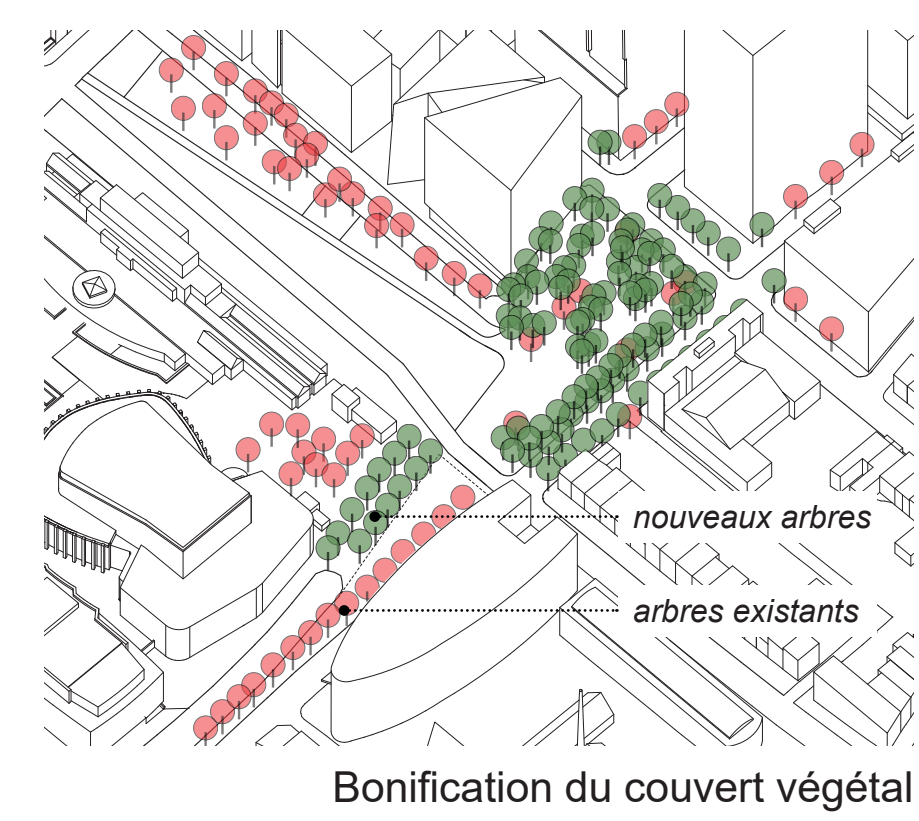 nouveaux arbres
arbres existants
Bonification du couvert végétal